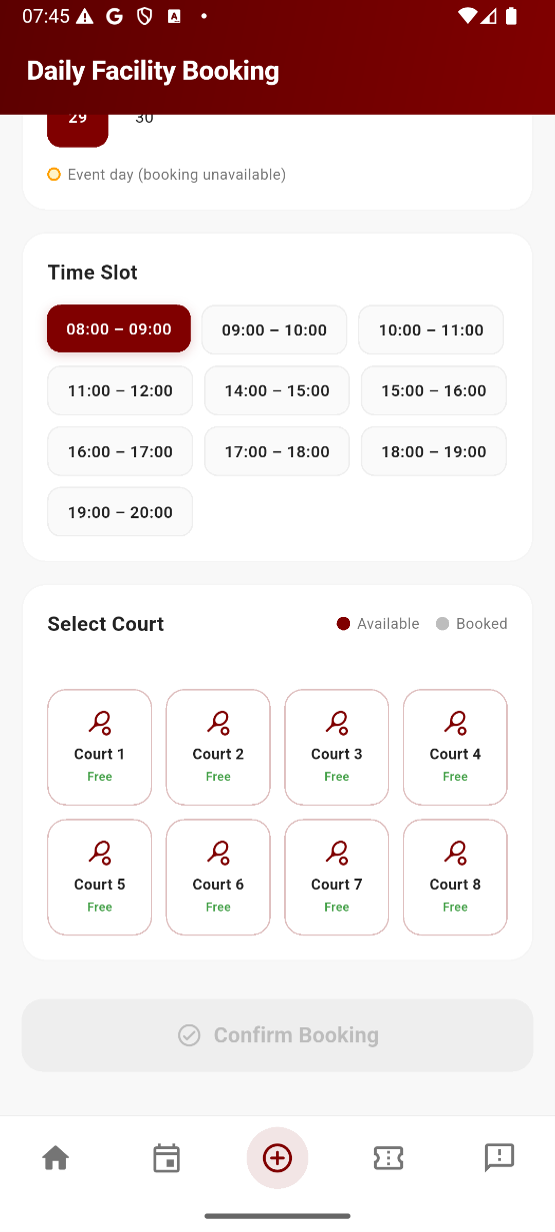 07:45
Daily Facility Booking
29 30
Event day (booking unavailable)
Time Slot
08:00 – 09:00 09:00 – 10:00 10:00 – 11:00
11:00 – 12:00 14:00 – 15:00 15:00 – 16:00
16:00 – 17:00 17:00 – 18:00 18:00 – 19:00
19:00 – 20:00
Select Court Available Booked
Court 1 Court 2 Court 3 Court 4
Free Free Free Free
Court 5 Court 6 Court 7 Court 8
Free Free Free Free
Confirm Booking